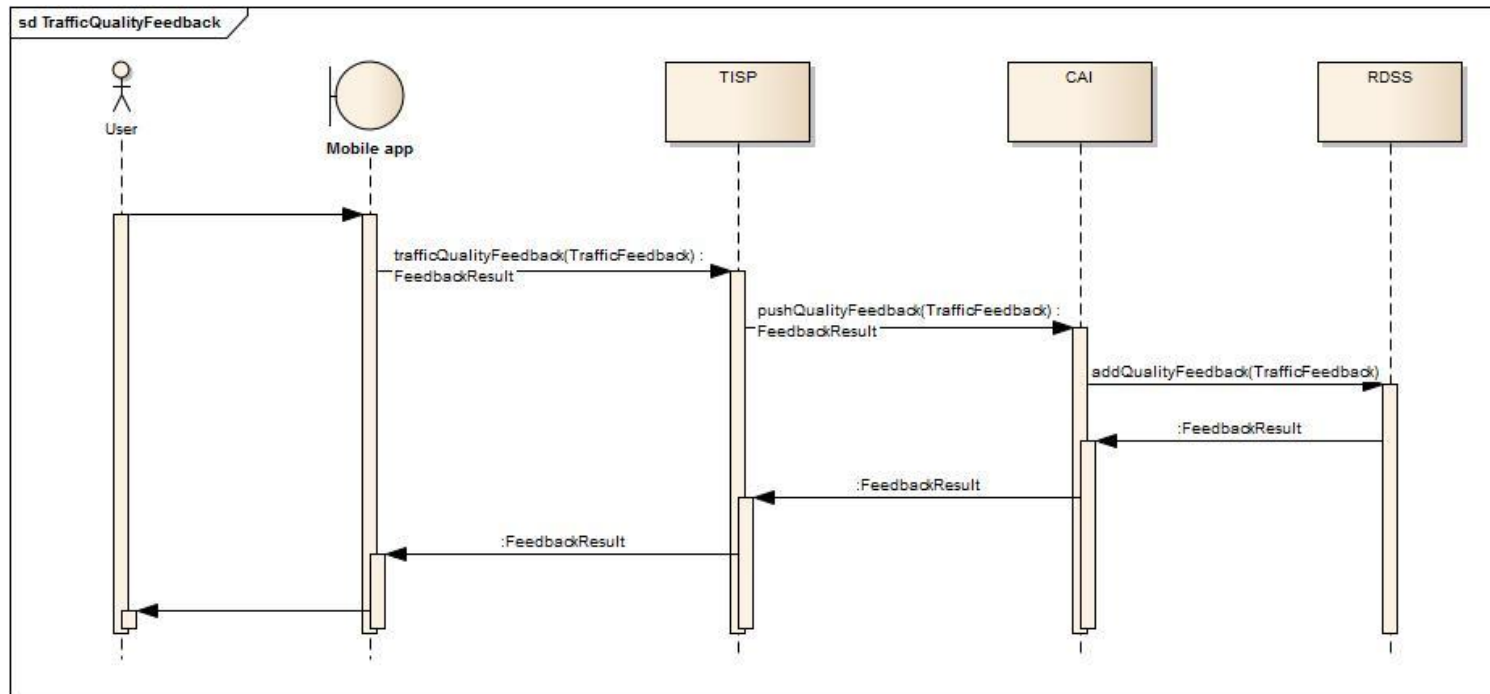 sd TrafficQualityFeedback
User
Mobile app
TISP
CAI
RDSS
trafficQualityFeedback(TrafficFeedback) :
FeedbackResult
pushQualityFeedback(TrafficFeedback) :
FeedbackResult
addQualityFeedback(TrafficFeedback)
:FeedbackResult
:FeedbackResult
:FeedbackResult